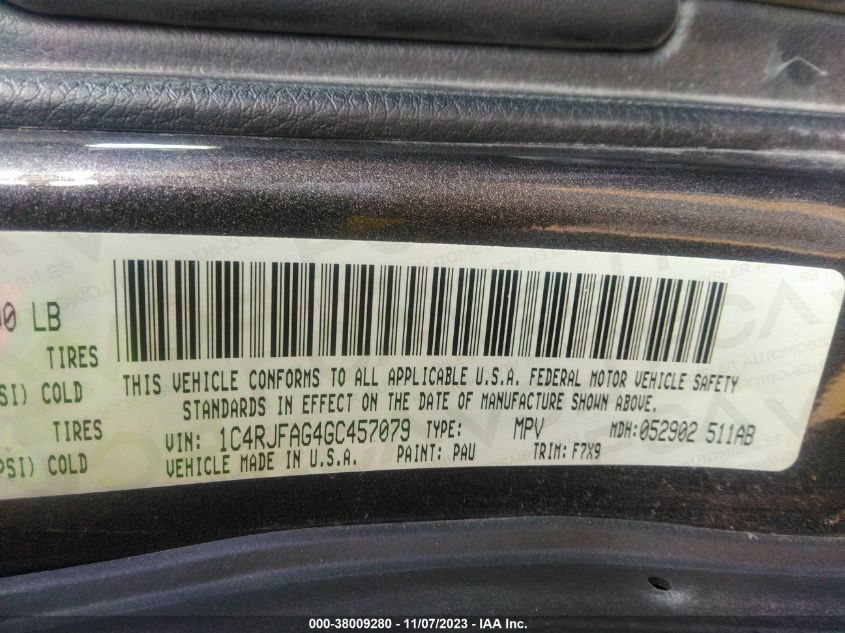 00 LB
TIRES
SI) COLD
TIRES
PSI) COLD
THIS VEHICLE CONFORMS TO ALL APPLICABLE U.S.A. FEDERAL MOTOR VEHICLE SAFETY
STANDARDS IN EFFECT ON THE DATE OF MANUFACTURE SHOWN ABOVE.
VIN: 1C4RJFAG4GC457079 TYPE: MPV MDH:052902 511AB
VEHICLE MADE IN U.S.A. PAINT: PAU TRIM: F7X9
000-38009280 - 11/07/2023 - IAA Inc.